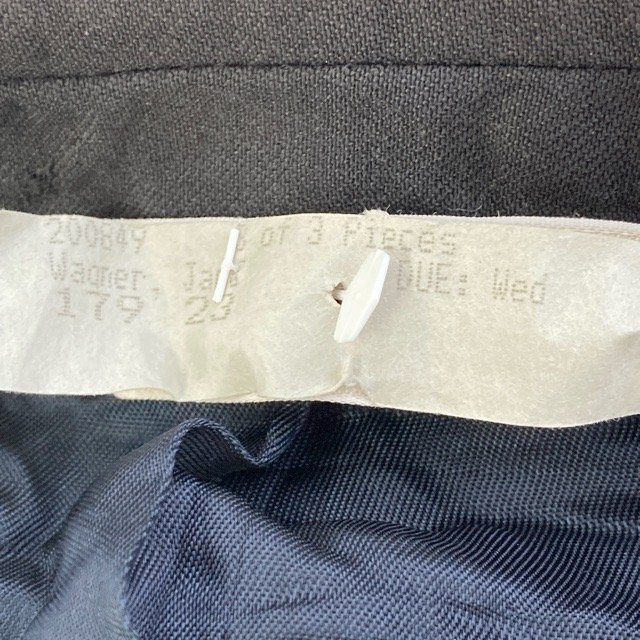 200849 of 3 Pieces
Wagner, DUE: Wed
179 23